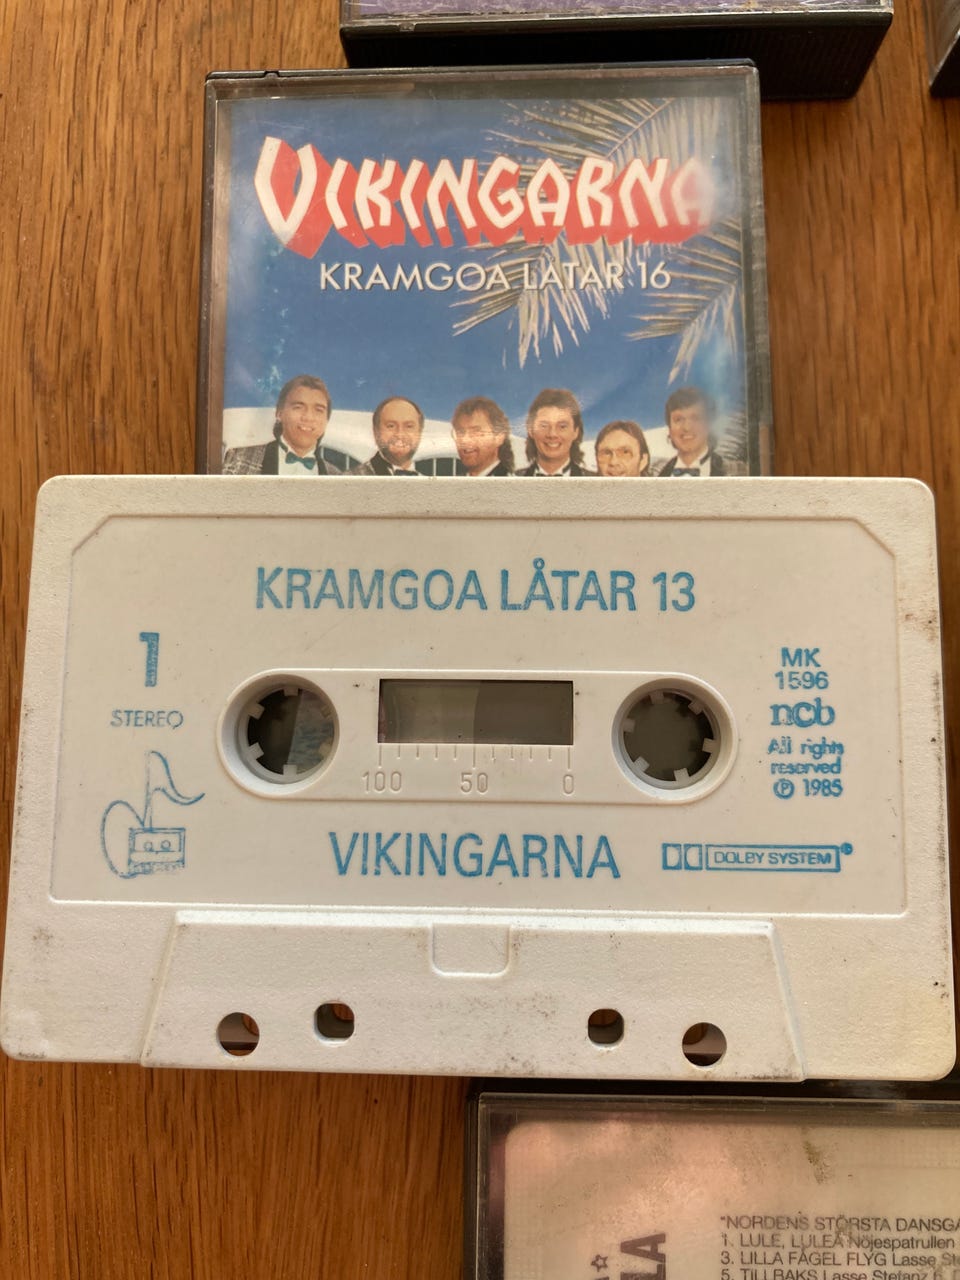 VIKINGARNA
KRAMGOA LÅTAR 16
KRAMGOA LÅTAR 13
1
STEREO
MK
1596
ncb
All rights
reserved
℗ 1985
100 50 0
VIKINGARNA
DOLBY SYSTEM
"NORDENS STÖRSTA
1. LULE, LULEÅ Nöjespatrullen
3. LILLA FÅGEL FLYG Lasse
5. TILLBAKS Lasse Stefanz